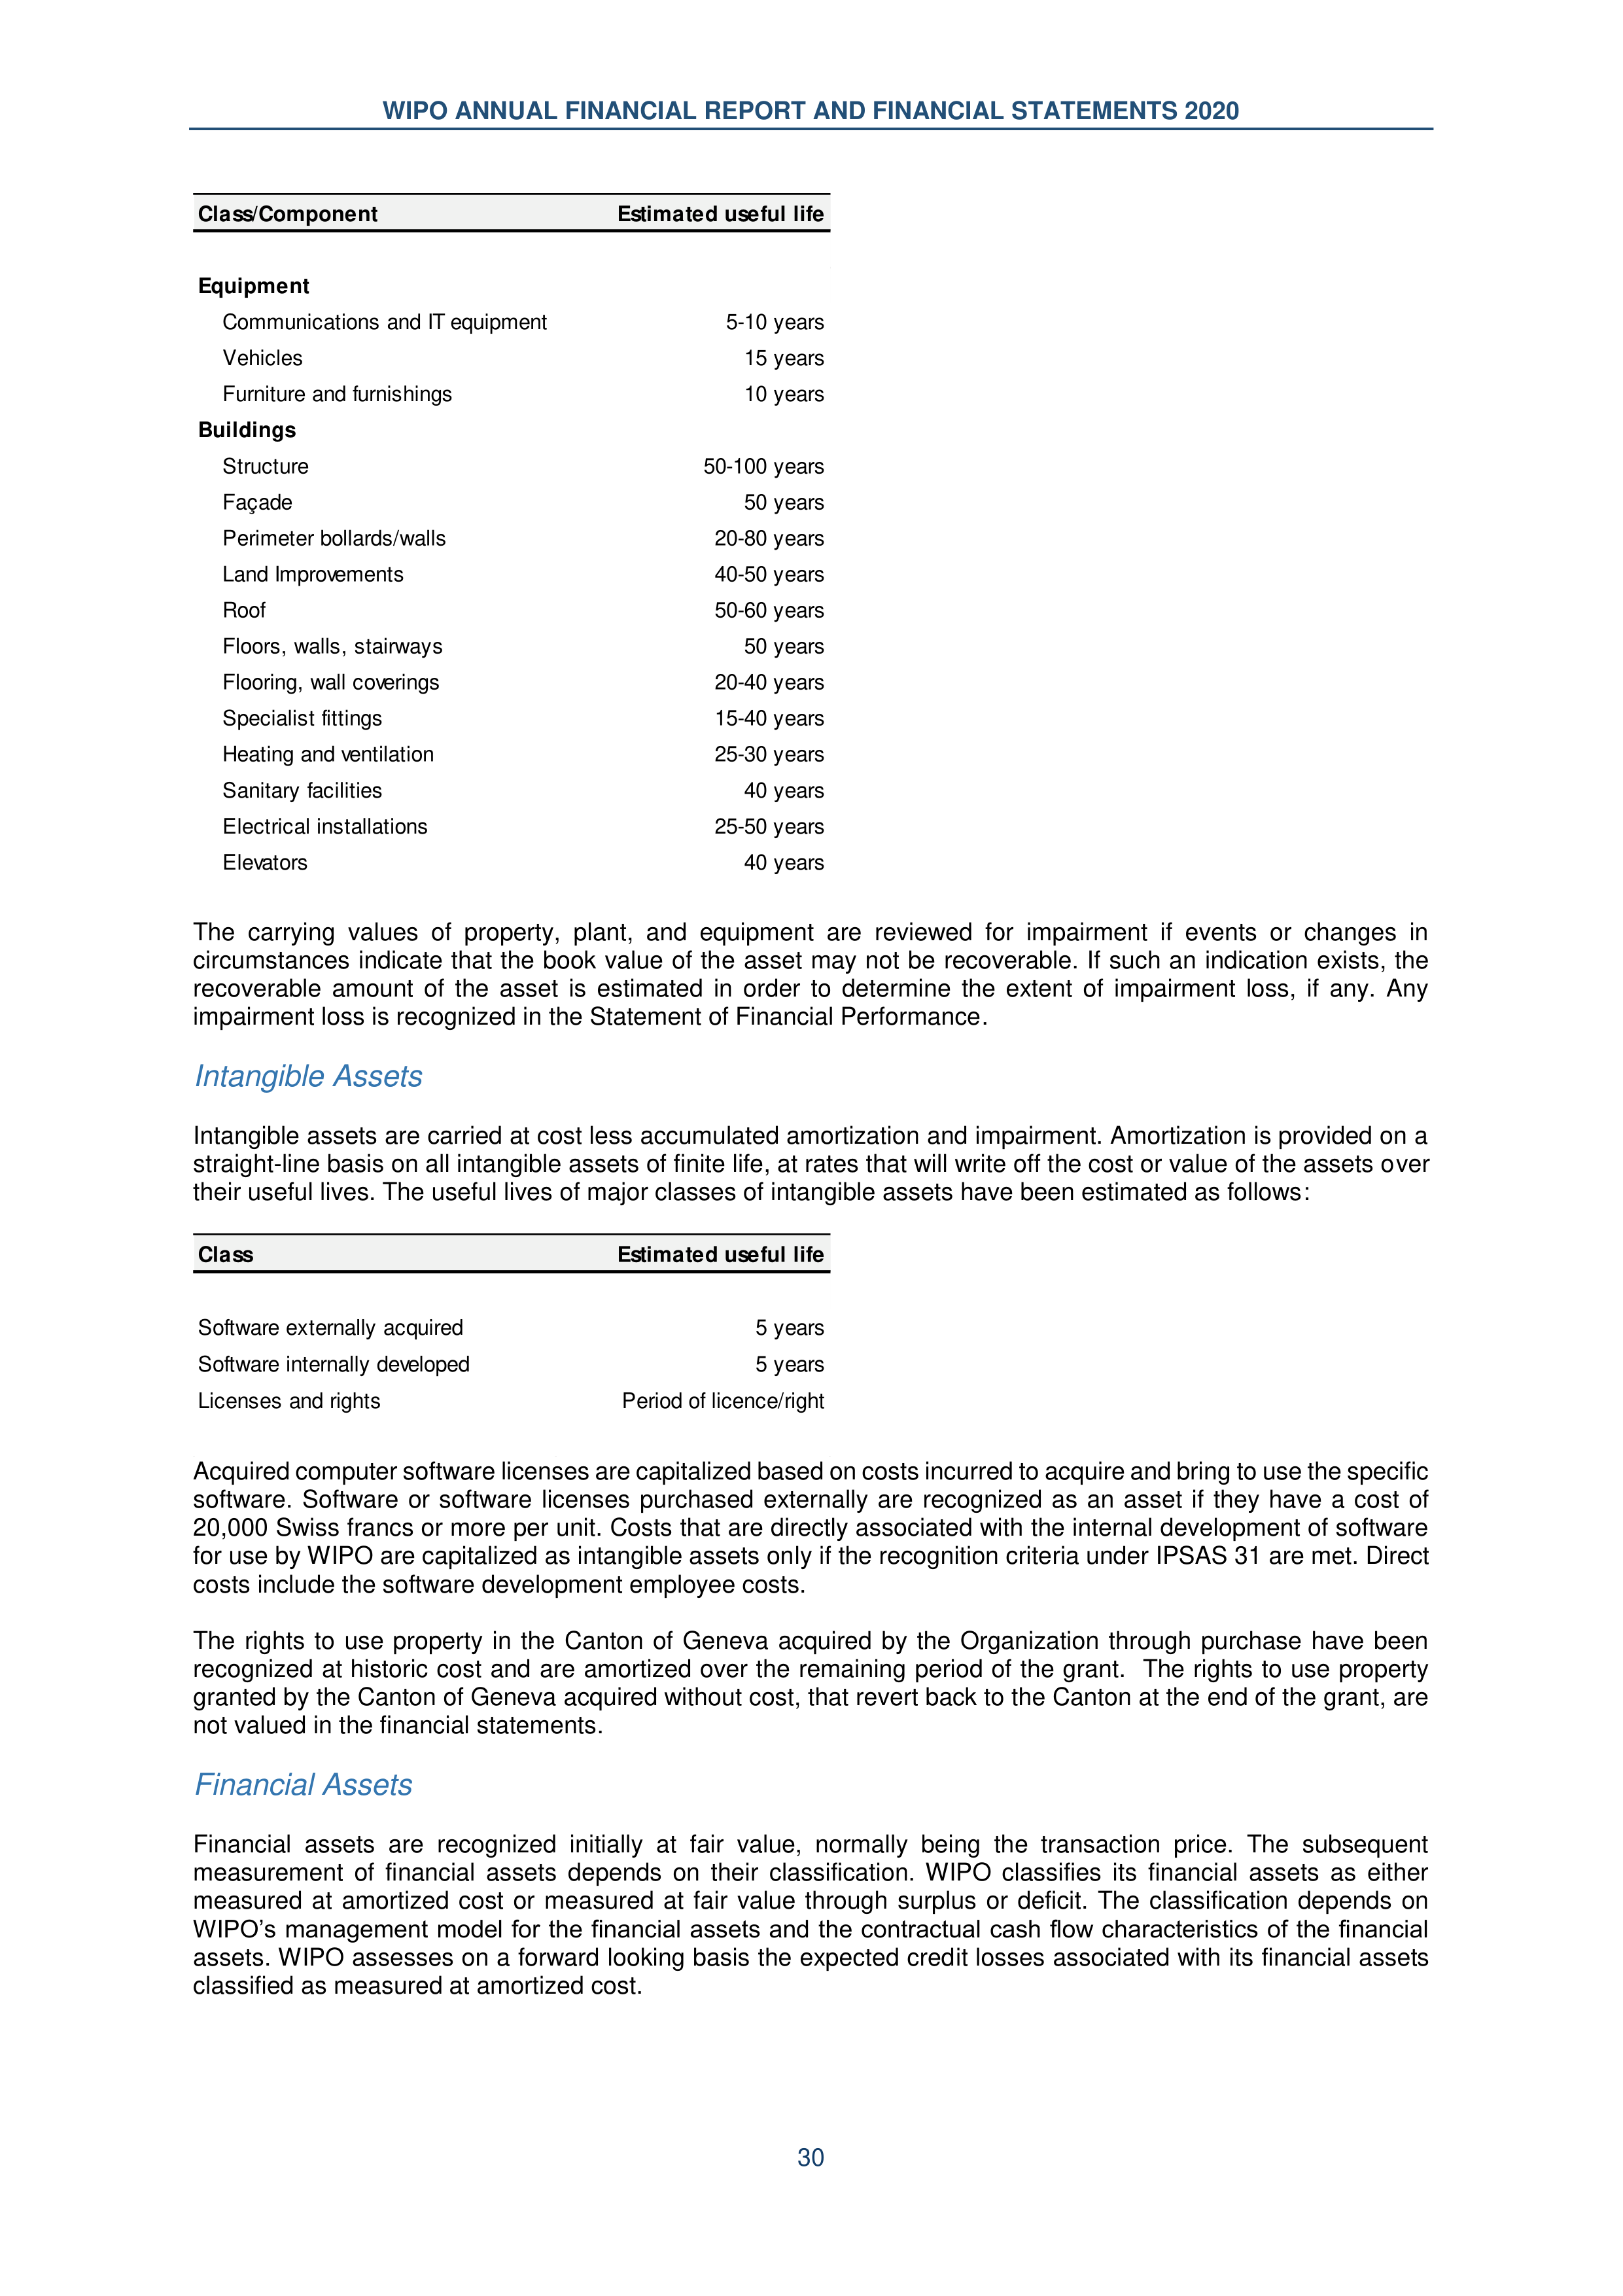 WIPO ANNUAL FINANCIAL REPORT AND FINANCIAL STATEMENTS 2020
Class/Component Estimated useful life
Equipment
Communications and IT equipment 5-10 years
Vehicles 15 years
Furniture and furnishings 10 years
Buildings
Structure 50-100 years
Façade 50 years
Perimeter bollards/walls 20-80 years
Land Improvements 40-50 years
Roof 50-60 years
Floors, walls, stairways 50 years
Flooring, wall coverings 20-40 years
Specialist fittings 15-40 years
Heating and ventilation 25-30 years
Sanitary facilities 40 years
Electrical installations 25-50 years
Elevators 40 years
The carrying values of property, plant, and equipment are reviewed for impairment if events or changes in
circumstances indicate that the book value of the asset may not be recoverable. If such an indication exists, the
recoverable amount of the asset is estimated in order to determine the extent of impairment loss, if any. Any
impairment loss is recognized in the Statement of Financial Performance.
Intangible Assets
Intangible assets are carried at cost less accumulated amortization and impairment. Amortization is provided on a
straight-line basis on all intangible assets of finite life, at rates that will write off the cost or value of the assets over
their useful lives. The useful lives of major classes of intangible assets have been estimated as follows:
Class Estimated useful life
Software externally acquired 5 years
Software internally developed 5 years
Licenses and rights Period of licence/right
Acquired computer software licenses are capitalized based on costs incurred to acquire and bring to use the specific
software. Software or software licenses purchased externally are recognized as an asset if they have a cost of
20,000 Swiss francs or more per unit. Costs that are directly associated with the internal development of software
for use by WIPO are capitalized as intangible assets only if the recognition criteria under IPSAS 31 are met. Direct
costs include the software development employee costs.
The rights to use property in the Canton of Geneva acquired by the Organization through purchase have been
recognized at historic cost and are amortized over the remaining period of the grant. The rights to use property
granted by the Canton of Geneva acquired without cost, that revert back to the Canton at the end of the grant, are
not valued in the financial statements.
Financial Assets
Financial assets are recognized initially at fair value, normally being the transaction price. The subsequent
measurement of financial assets depends on their classification. WIPO classifies its financial assets as either
measured at amortized cost or measured at fair value through surplus or deficit. The classification depends on
WIPO’s management model for the financial assets and the contractual cash flow characteristics of the financial
assets. WIPO assesses on a forward looking basis the expected credit losses associated with its financial assets
classified as measured at amortized cost.
30